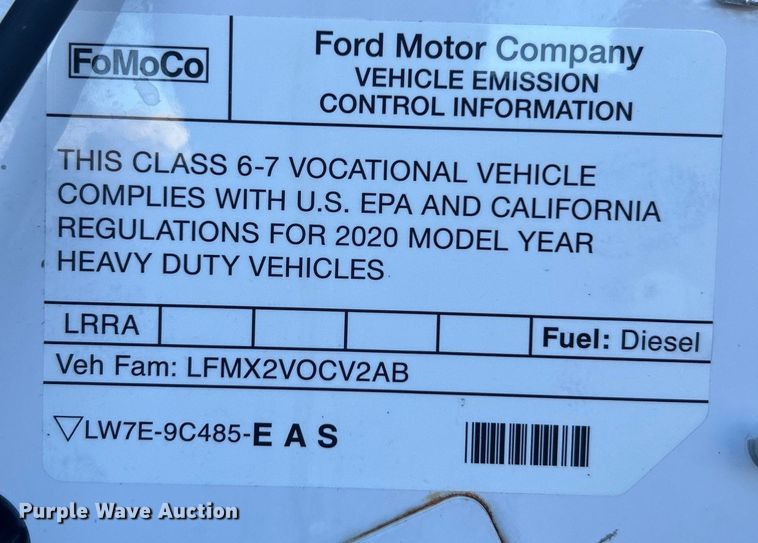 FoMoCo
Ford Motor Company
VEHICLE EMISSION
CONTROL INFORMATION
THIS CLASS 6-7 VOCATIONAL VEHICLE
COMPLIES WITH U.S. EPA AND CALIFORNIA
REGULATIONS FOR 2020 MODEL YEAR
HEAVY DUTY VEHICLES
LRRA Fuel: Diesel
Veh Fam: LFMX2VOCV2AB
▽LW7E-9C485-E A S
Purple Wave Auction